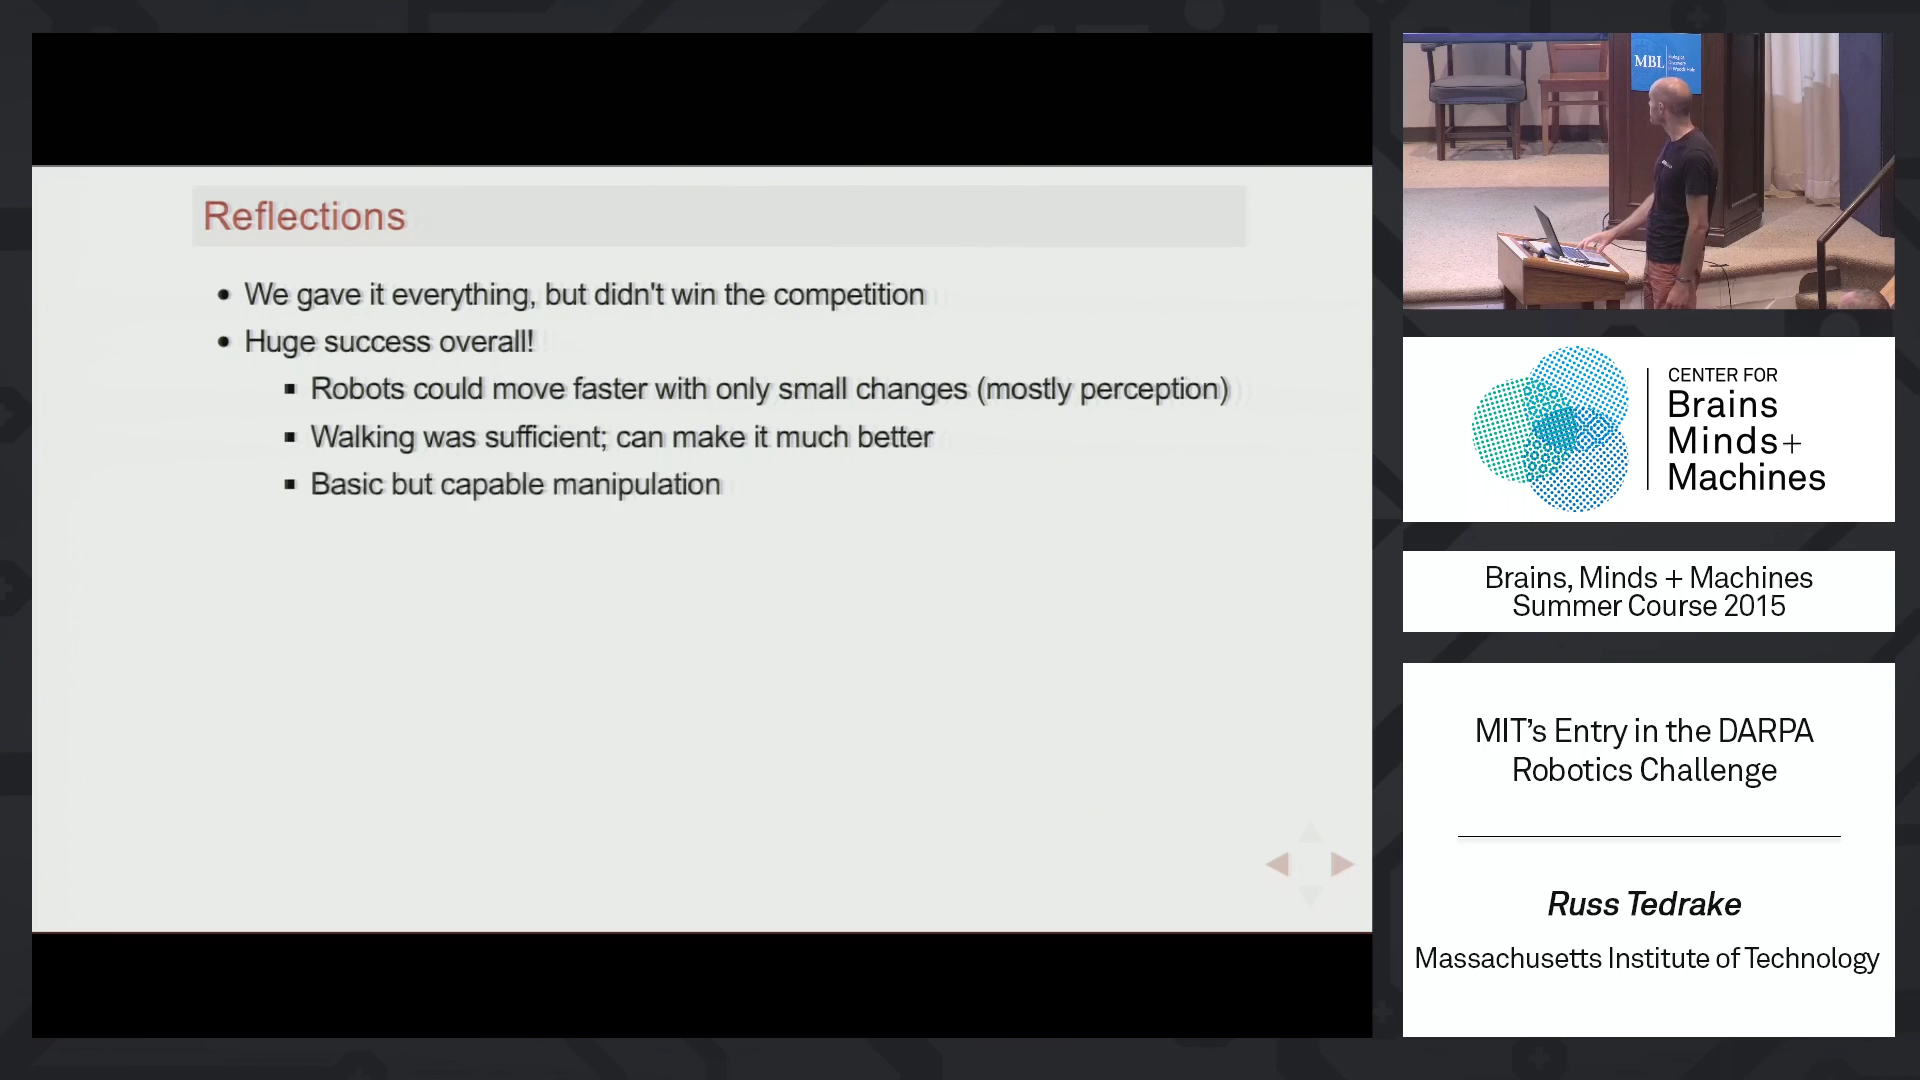 Reflections
• We gave it everything, but didn't win the competition
• Huge success overall!
▪ Robots could move faster with only small changes (mostly perception)
▪ Walking was sufficient; can make it much better
▪ Basic but capable manipulation
MBL
CENTER FOR
Brains
Minds+
Machines
Brains, Minds + Machines
Summer Course 2015
MIT's Entry in the DARPA
Robotics Challenge
Russ Tedrake
Massachusetts Institute of Technology